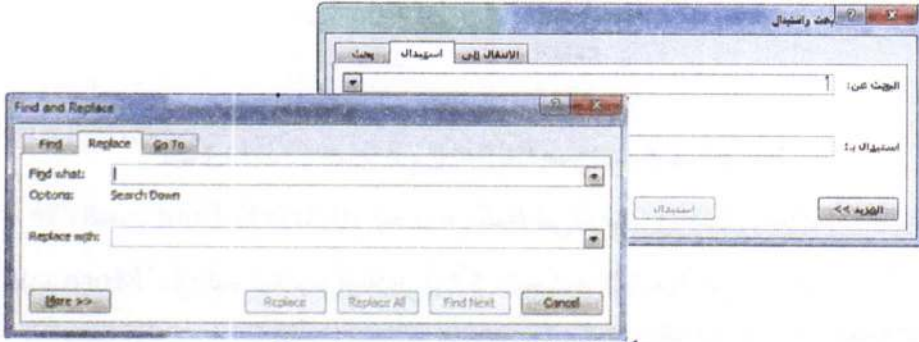 بحث واستبدال
بحث استبدال الانتقال إلى
البحث عن:
استبدال بـ:
استبدال المزيد >>
Find and Replace
Find Replace Go To
Find what:
Options: Search Down
Replace with:
More >> Replace Replace All Find Next Cancel